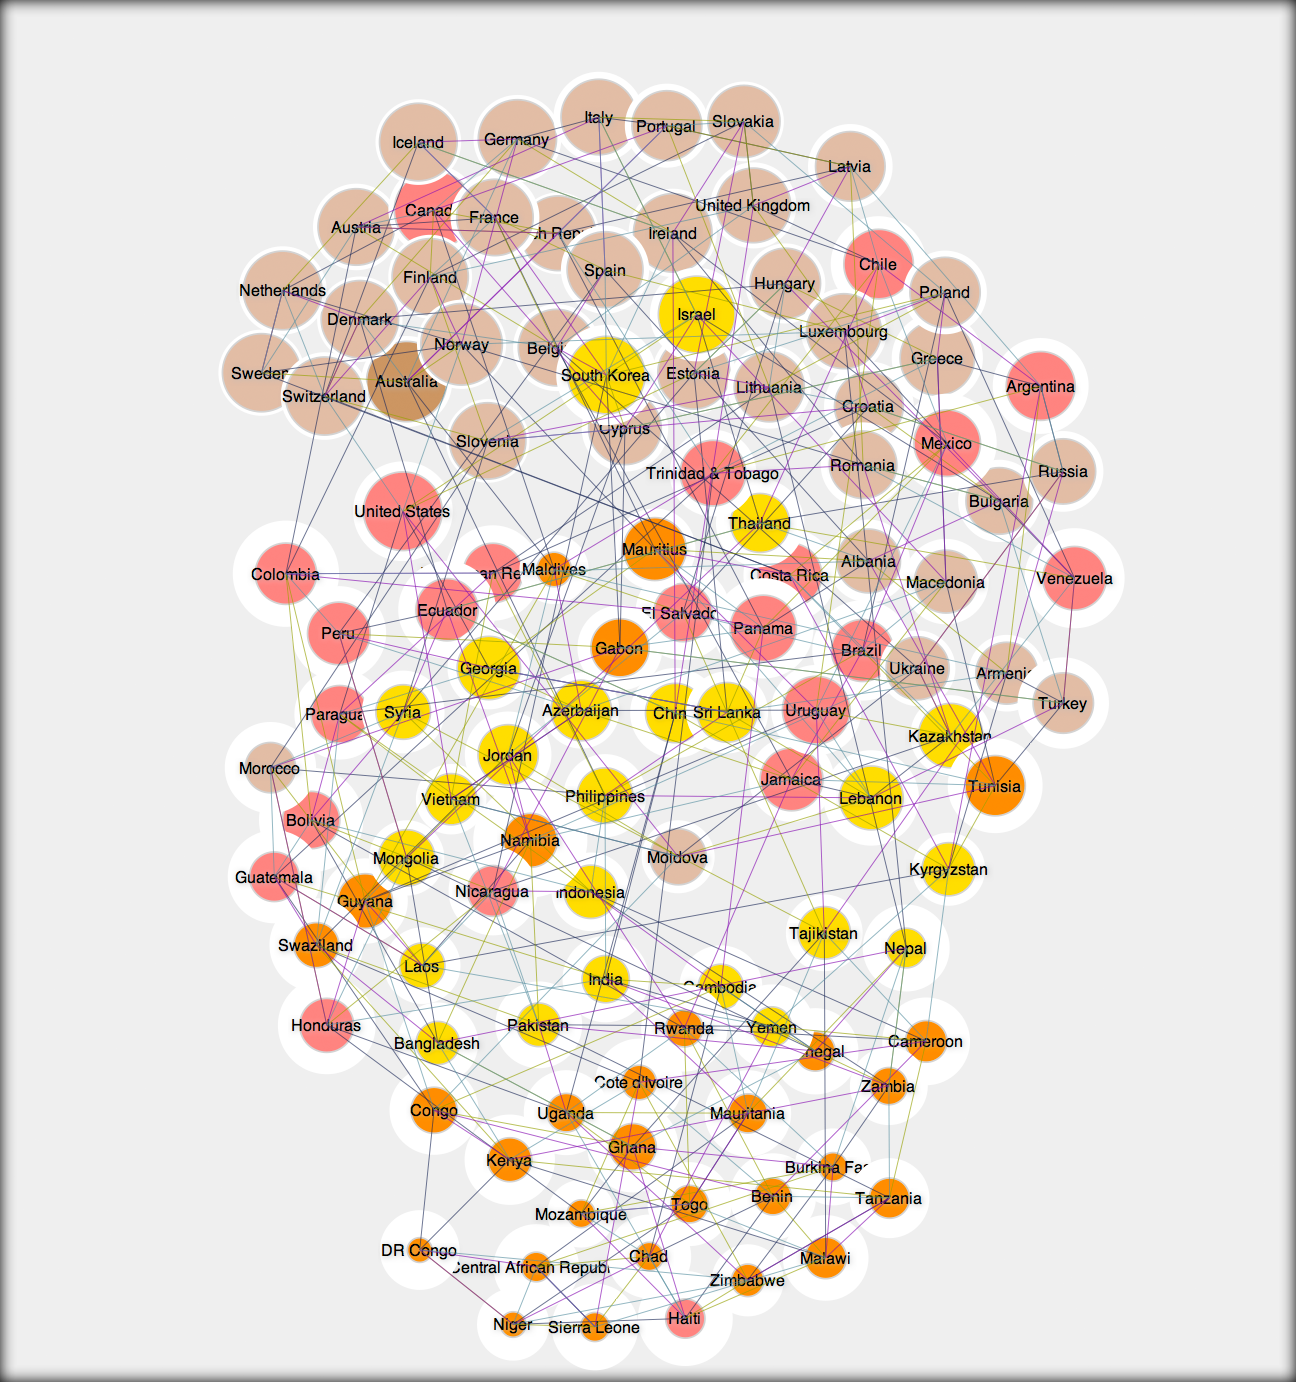 Italy
Portugal
Slovakia
Iceland
Germany
Latvia
United Kingdom
Canad
France
Austria
Ireland
h Rep
Chile
Spain
Finland
Hungary
Netherlands
Poland
Israel
Denmark
Luxembourg
Norway
Belgi
Greece
Sweden
South Korea
Estonia
Australia
Lithuania
Argentina
Switzerland
Croatia
Cyprus
Slovenia
Mexico
Romania
Russia
Trinidad & Tobago
Bulgaria
United States
Thailand
Mauritius
Albania
Maldives
an Re
Colombia
Costa Rica
Venezuela
Macedonia
Ecuador
El Salvador
Panama
Peru
Gabon
Brazil
Georgia
Ukraine
Armenia
Turkey
Azerbaijan
Uruguay
Syria
Chin
Sri Lanka
Paragua
Kazakhstan
Jordan
Morocco
Jamaica
Tunisia
Philippines
Lebanon
Vietnam
Bolivia
Namibia
Moldova
Mongolia
Kyrgyzstan
Guatemala
Nicaragua
Indonesia
Guyana
Tajikistan
Swaziland
Nepal
Laos
India
Cambodia
Honduras
Pakistan
Rwanda
Yemen
Cameroon
Bangladesh
negal
Cote d'Ivoire
Zambia
Congo
Uganda
Mauritania
Ghana
Kenya
Burkina Fas
Benin
Tanzania
Togo
Mozambique
DR Congo
Chad
Malawi
Central African Republ
Zimbabwe
Haiti
Niger
Sierra Leone